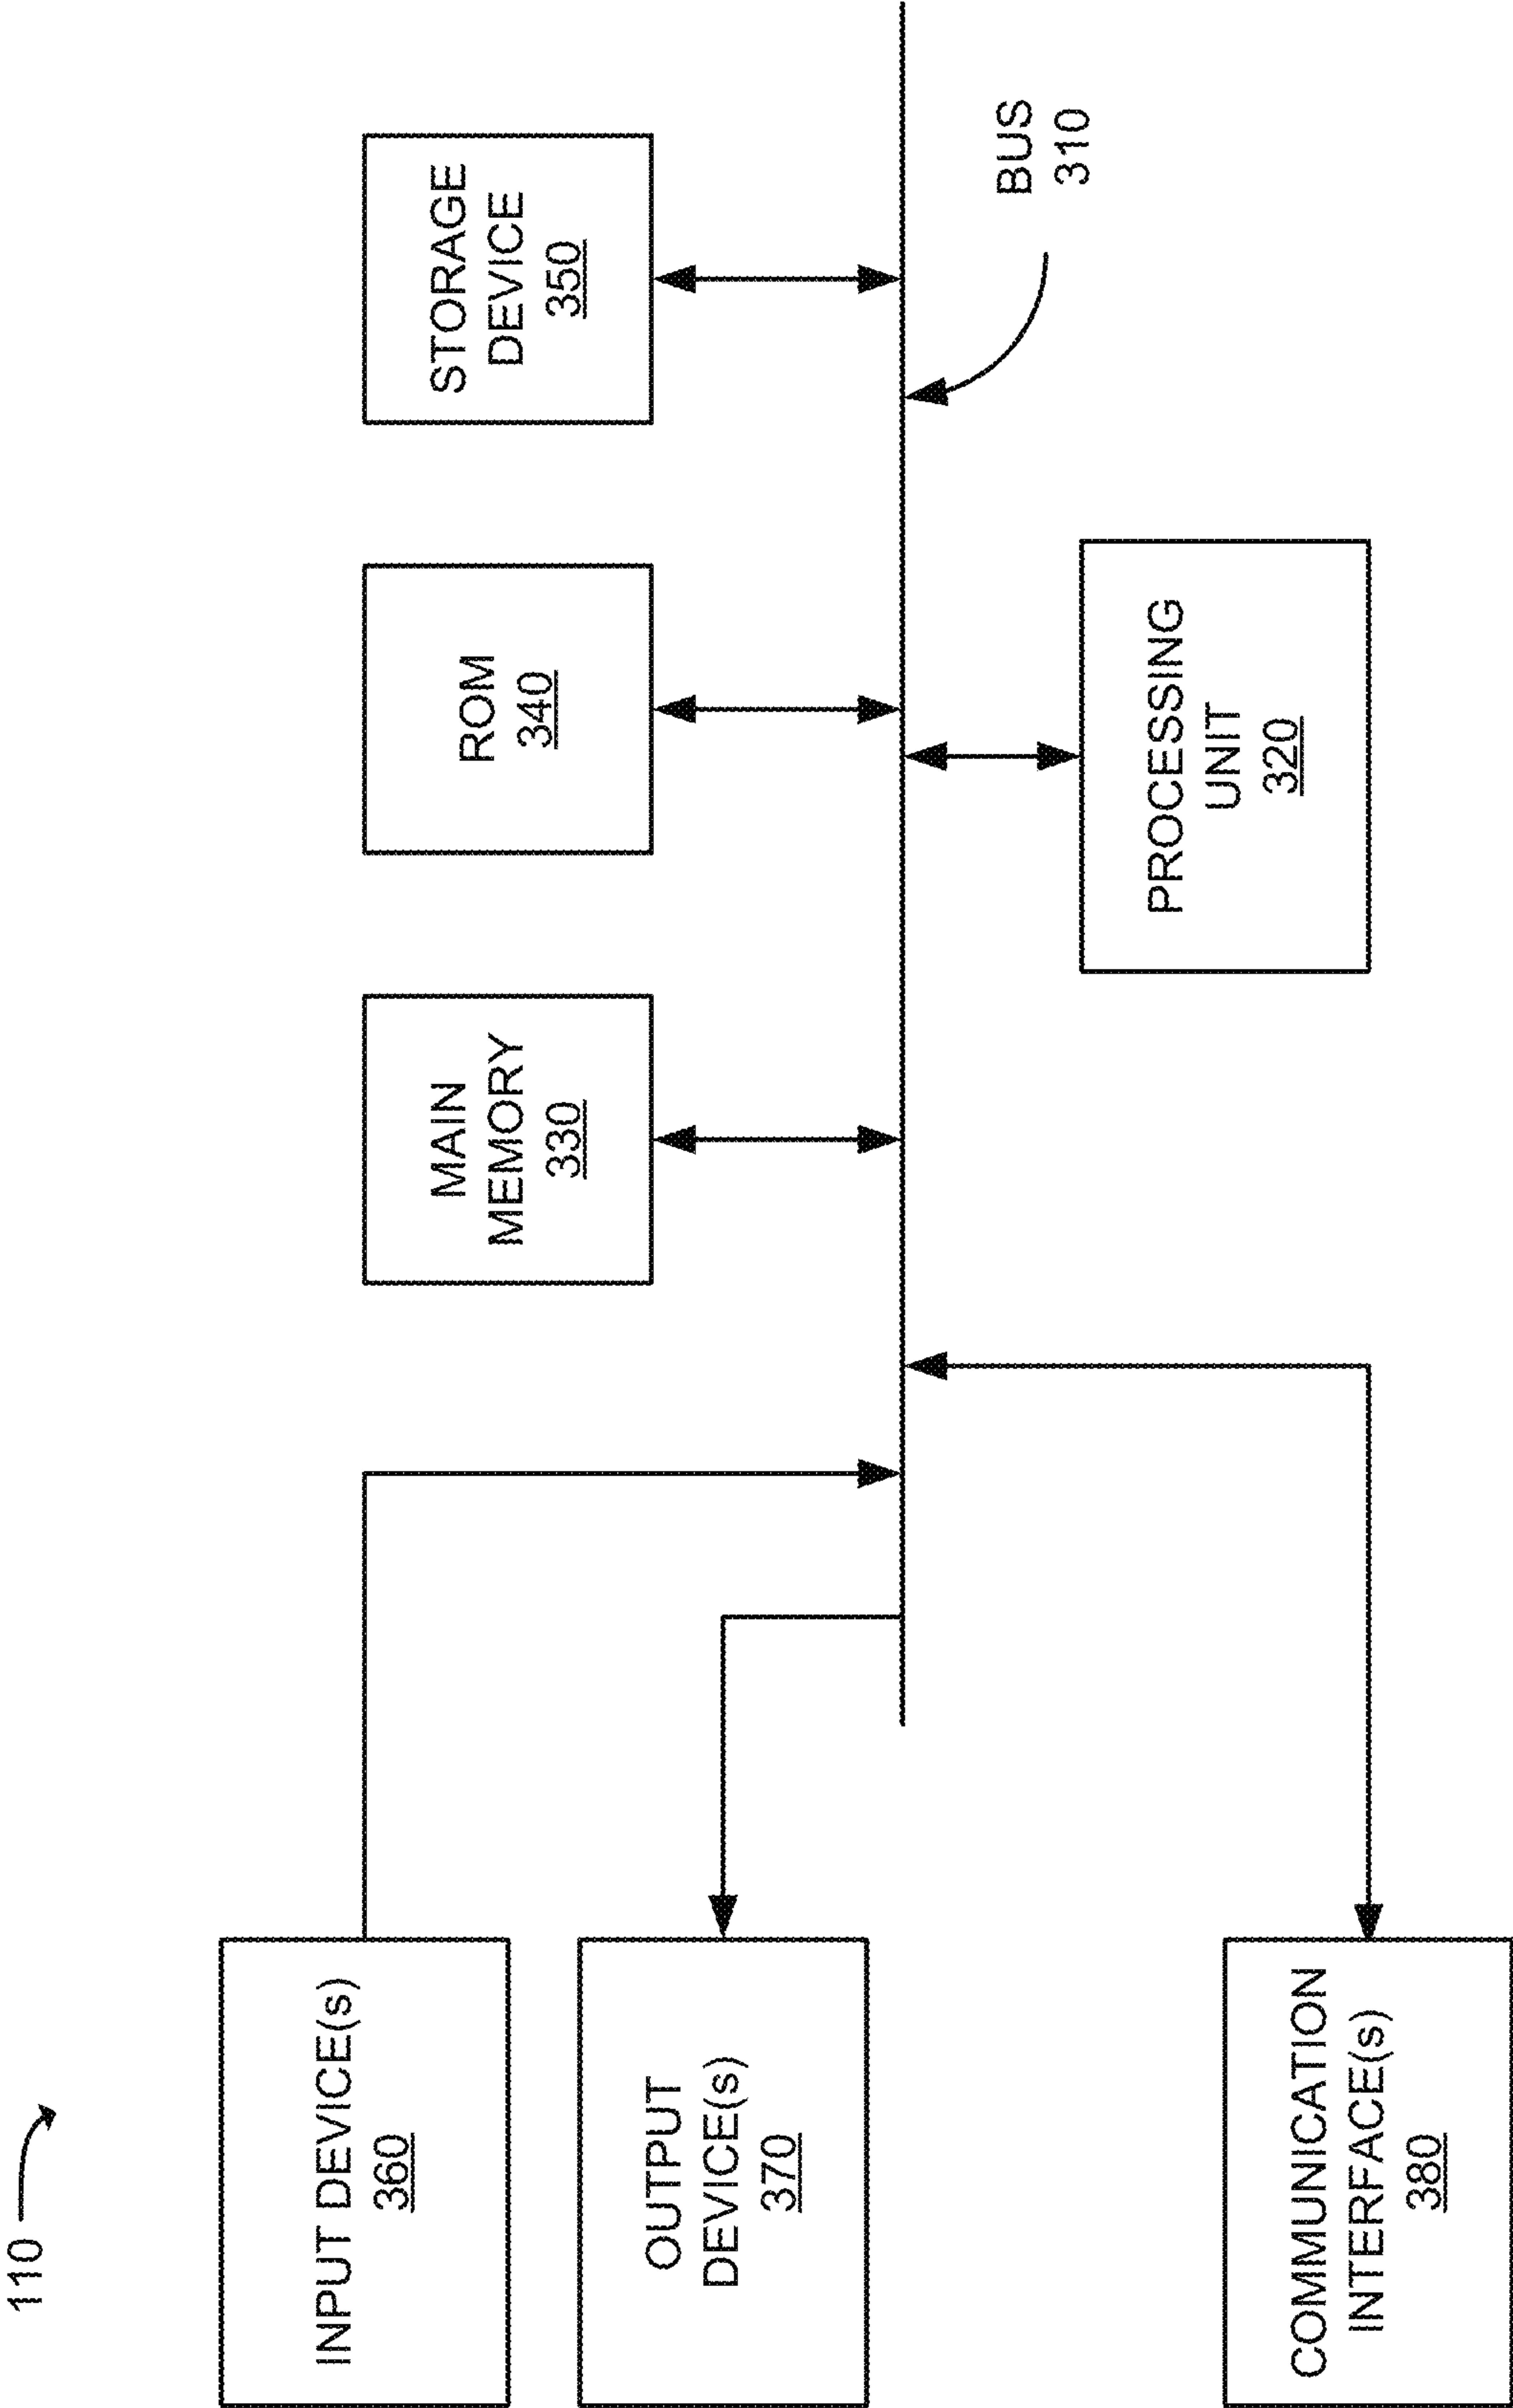 110
INPUT DEVICE(s)
360
OUTPUT
DEVICE(s)
370
COMMUNICATION
INTERFACE(s)
380
MAIN
MEMORY
330
ROM
340
STORAGE
DEVICE
350
PROCESSING
UNIT
320
BUS
310